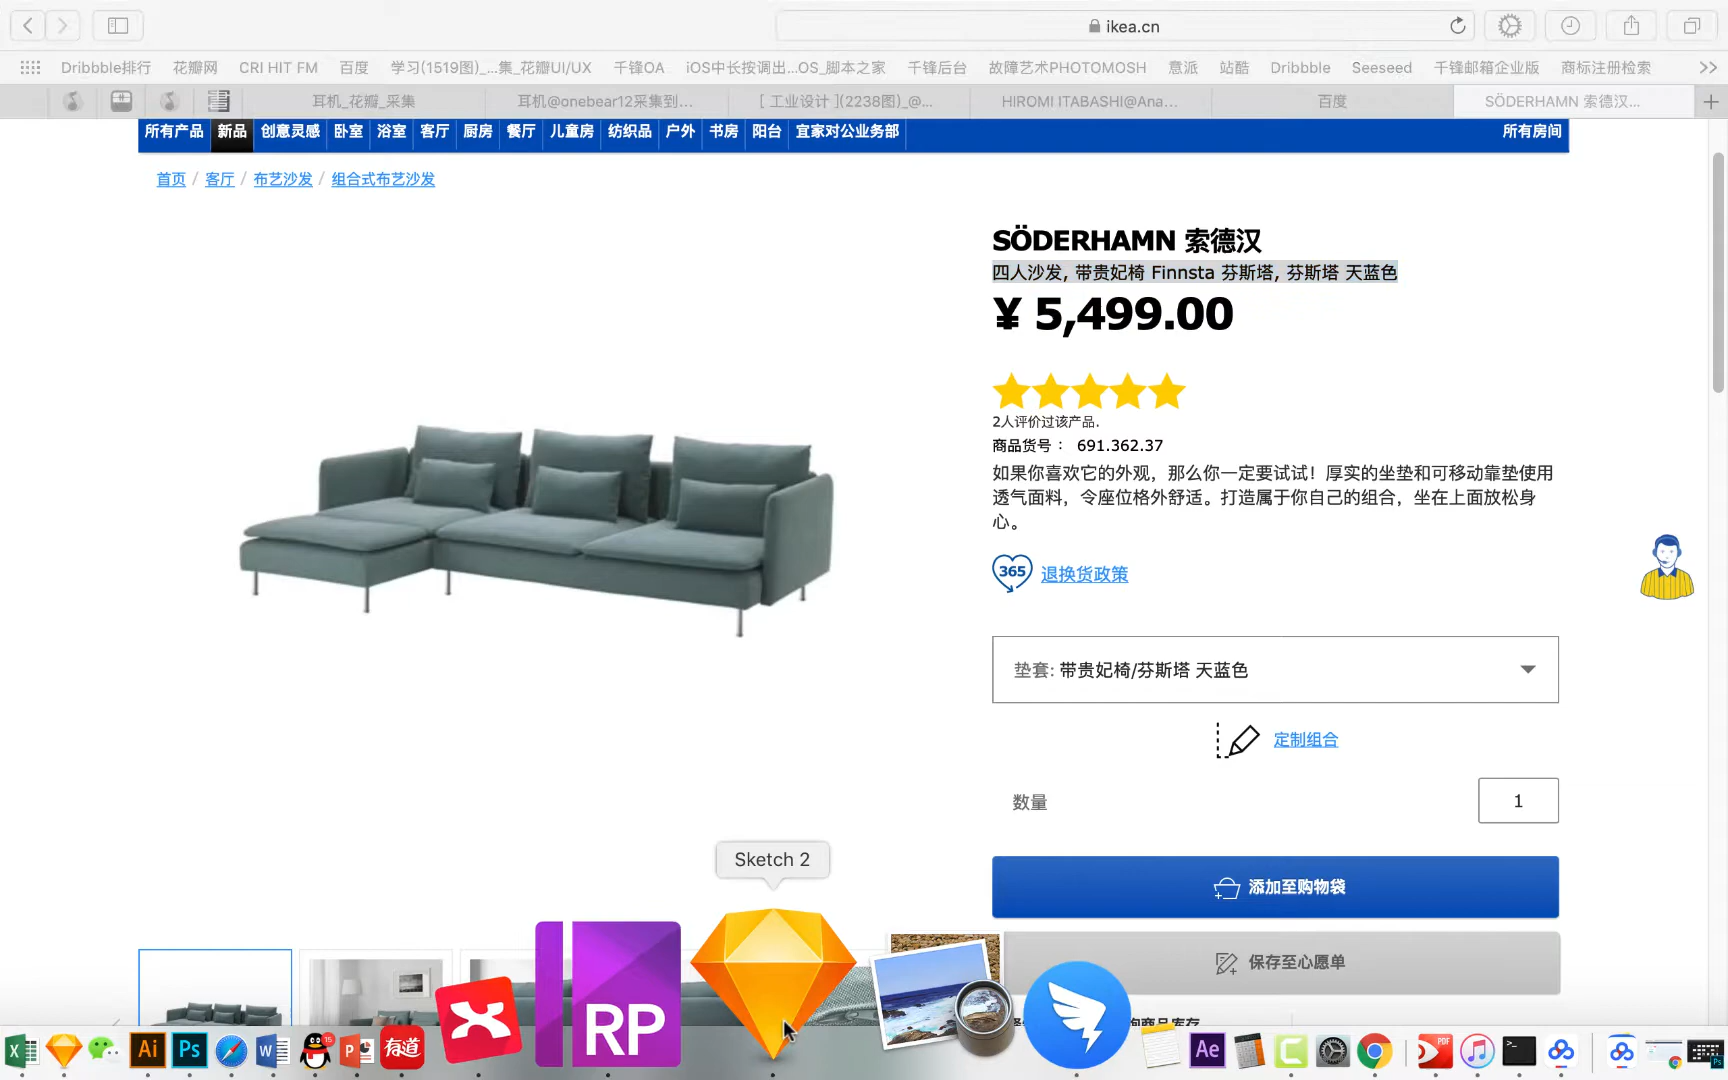 ikea.cn
Dribbble排行 花瓣网 CRI HIT FM 百度 学习(1519图)_...集_花瓣UI/UX 千锋OA iOS中长按调出...OS_脚本之家 千锋后台 故障艺术PHOTOMOSH 意派 站酷 Dribbble Seeseed 千锋邮箱企业版 商标注册检索
耳机_花瓣_采集 耳机@onebear12采集到... [ 工业设计 ](2238图)_@... HIROMI ITABASHI@Ana... 百度 SÖDERHAMN 索德汉...
所有产品 新品 创意灵感 卧室 浴室 客厅 厨房 餐厅 儿童房 纺织品 户外 书房 阳台 宜家对公业务部 所有房间
首页 / 客厅 / 布艺沙发 / 组合式布艺沙发
SÖDERHAMN 索德汉
四人沙发, 带贵妃椅 Finnsta 芬斯塔, 芬斯塔 天蓝色
¥ 5,499.00
2人评价过该产品.
商品货号： 691.362.37
如果你喜欢它的外观，那么你一定要试试！厚实的坐垫和可移动靠垫使用
透气面料，令座位格外舒适。打造属于你自己的组合，坐在上面放松身
心。
365 退换货政策
垫套: 带贵妃椅/芬斯塔 天蓝色
定制组合
数量 1
Sketch 2
添加至购物袋
保存至心愿单
询商品库存
RP
X Ai Ps W 15 P 有道 Ae C PDF >_ Ps